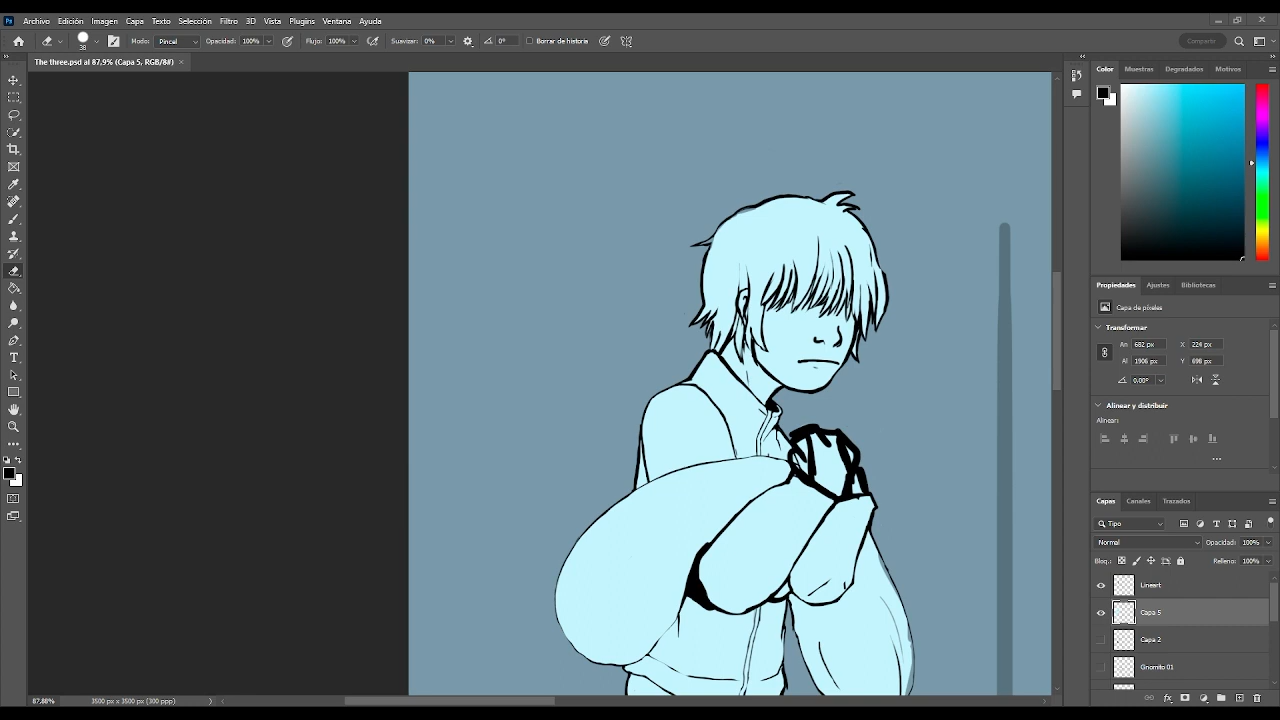 Ps Archivo Edición Imagen Capa Texto Selección Filtro 3D Vista Plugins Ventana Ayuda
38 Modo: Pincel Opacidad: 100% Flujo: 100% Suavizar: 0% 0° Borrar de historia Compartir
The three.psd al 87,9% (Capa 5, RGB/8#) ×
Color Muestras Degradados Motivos
Propiedades Ajustes Bibliotecas
Capa de píxeles
Transformar
An 682 px X 224 px
Al 1906 px Y 698 px
0,00°
Alinear y distribuir
Alinear:
Capas Canales Trazados
Tipo
Normal Opacidad: 100%
Bloq.: Relleno: 100%
Lineart
Capa 5
Capa 2
Gnomito 01
87,88% 3500 px x 3500 px (300 ppp)